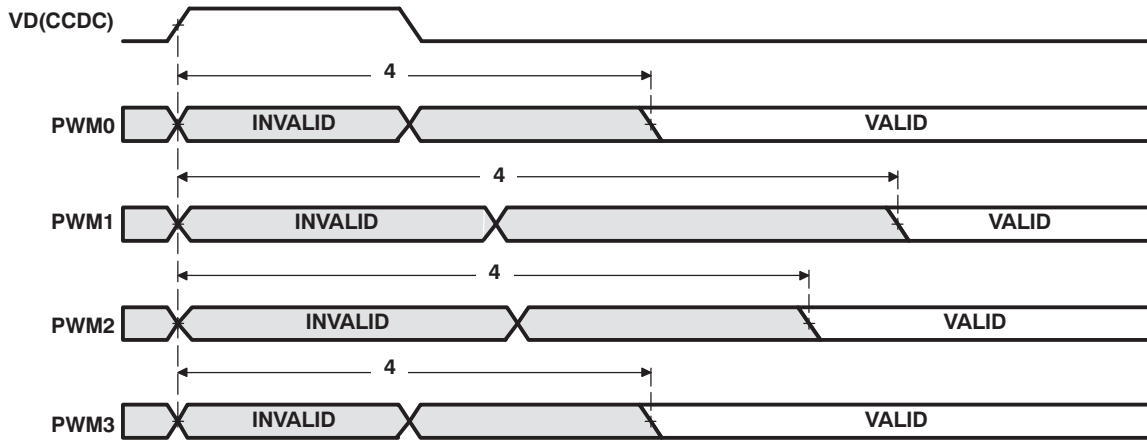 VD(CCDC)
4
PWM0 INVALID VALID
4
PWM1 INVALID VALID
4
PWM2 INVALID VALID
4
PWM3 INVALID VALID